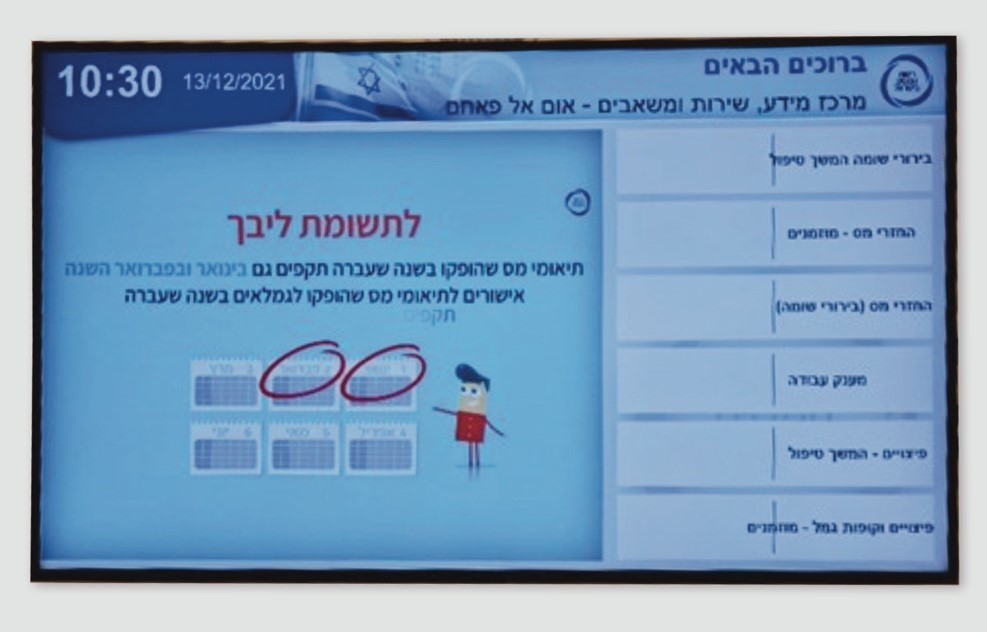 ברוכים הבאים
מרכז מידע, שירות ומשאבים - אום אל פאחם
13/12/2021
10:30
בירורי שומה המשך טיפול
החזרי מס - מוזמנים
החזרי מס (בירורי שומה)
מענק עבודה
פיצויים - המשך טיפול
פיצויים וקופות גמל - מוזמנים
לתשומת ליבך
תיאומי מס שהופקו בשנה שעברה תקפים גם בינואר ובפברואר השנה
אישורים לתיאומי מס שהופקו לגמלאים בשנה שעברה
תקפים
1 ינואר
2 פברואר
3 מרץ
4 אפריל
5 מאי
6 יוני